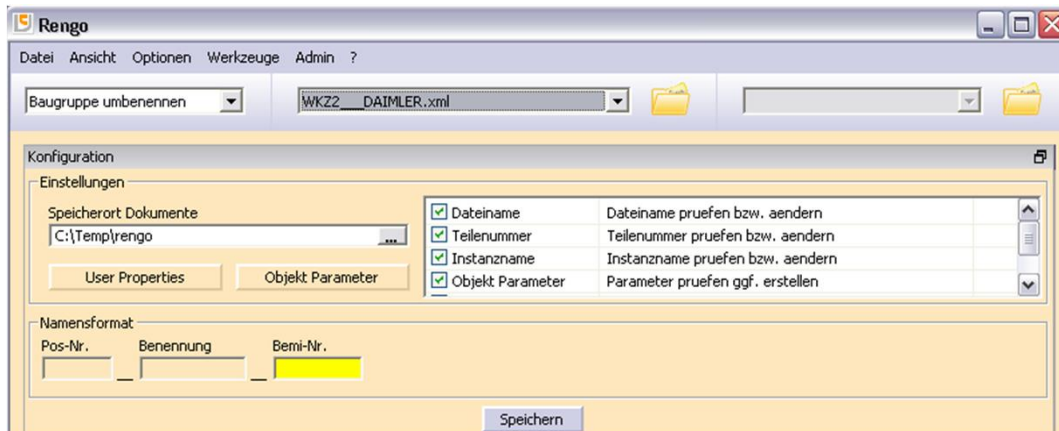 Rengo
Datei Ansicht Optionen Werkzeuge Admin ?
Baugruppe umbenennen WKZ2___DAIMLER.xml
Konfiguration
Einstellungen
Speicherort Dokumente
C:\Temp\rengo ...
User Properties Objekt Parameter
Dateiname Dateiname pruefen bzw. aendern
Teilenummer Teilenummer pruefen bzw. aendern
Instanzname Instanzname pruefen bzw. aendern
Objekt Parameter Parameter pruefen ggf. erstellen
Namensformat
Pos-Nr. Benennung Bemi-Nr.
_ _
Speichern